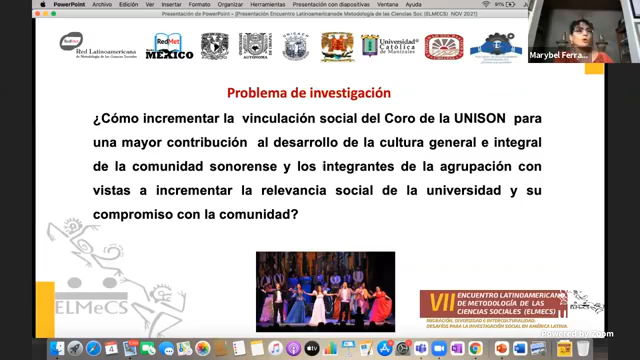 PowerPoint Archivo Edición Ver Insertar Formato Organizar Herramientas Presentación con diapositivas Ventana Ayuda
91%
Presentación de PowerPoint - [Presentación Encuentro Latinoamericano de Metodología de las Ciencias Soc (ELMECS) NOV 2021]
Marybel Ferra...
RedMet
Red Latinoamericana
de Metodología de las Ciencias Sociales
RedMet
MÉXICO
UNICACH
Universidad
Católica
de Manizales
Problema de investigación
¿Cómo incrementar la vinculación social del Coro de la UNISON para
una mayor contribución al desarrollo de la cultura general e integral
de la comunidad sonorense y los integrantes de la agrupación con
vistas a incrementar la relevancia social de la universidad y su
compromiso con la comunidad?
ELMeCS
VII ENCUENTRO LATINOAMERICANO
DE METODOLOGÍA DE LAS
CIENCIAS SOCIALES (ELMECS)
MIGRACIÓN, DIVERSIDAD E INTERCULTURALIDAD:
DESAFÍOS PARA LA INVESTIGACIÓN SOCIAL EN AMÉRICA LATINA.
Powered by Zoom